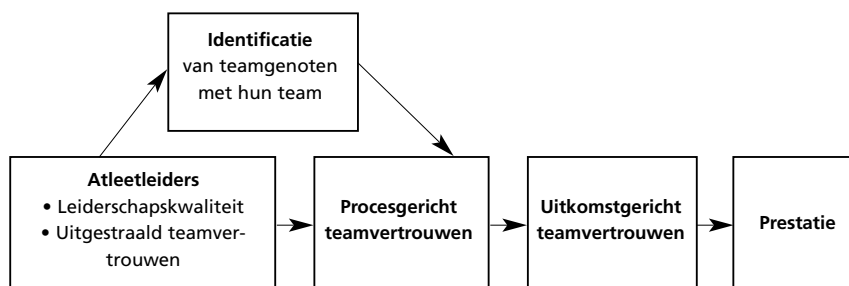 Identificatie
van teamgenoten
met hun team
Atleetleiders
• Leiderschapskwaliteit
• Uitgestraald teamver-
trouwen
Procesgericht
teamvertrouwen
Uitkomstgericht
teamvertrouwen
Prestatie